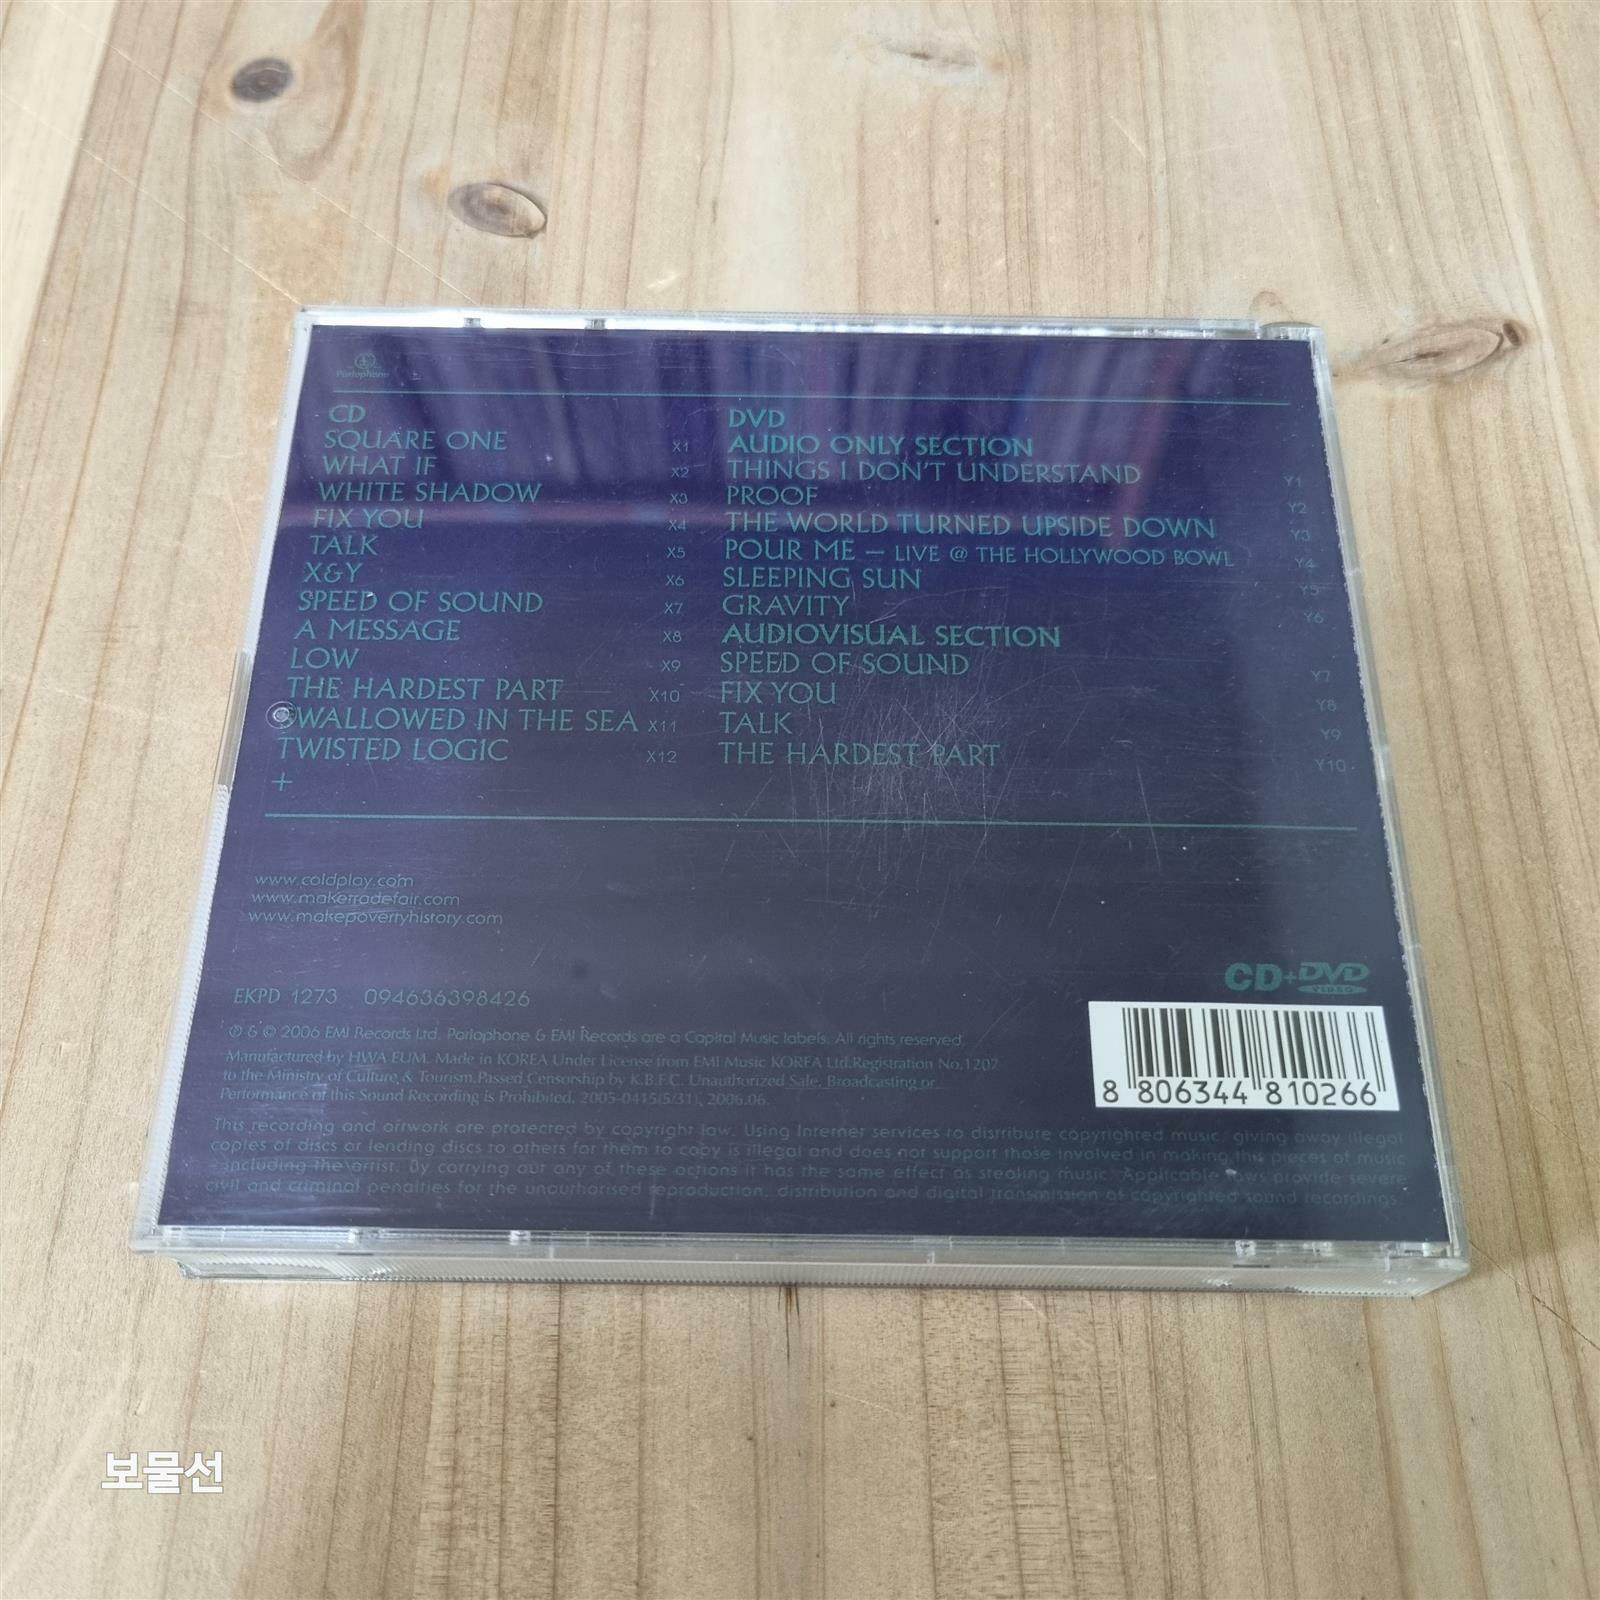 Parlophone
CD
SQUARE ONE X1
WHAT IF X2
WHITE SHADOW X3
FIX YOU X4
TALK X5
X&Y X6
SPEED OF SOUND X7
A MESSAGE X8
LOW X9
THE HARDEST PART X10
SWALLOWED IN THE SEA X11
TWISTED LOGIC X12
+
DVD
AUDIO ONLY SECTION
THINGS I DON'T UNDERSTAND Y1
PROOF Y2
THE WORLD TURNED UPSIDE DOWN Y3
POUR ME – LIVE @ THE HOLLYWOOD BOWL Y4
SLEEPING SUN Y5
GRAVITY Y6
AUDIOVISUAL SECTION
SPEED OF SOUND Y7
FIX YOU Y8
TALK Y9
THE HARDEST PART Y10
www.coldplay.com
www.maketradefair.com
www.makepovertyhistory.com
CD+DVD
VIDEO
EKPD 1273 094636398426
℗ & © 2006 EMI Records Ltd. Parlophone & EMI Records are a Capitol Music labels. All rights reserved.
Manufactured by HWA EUM. Made in KOREA Under License from EMI Music KOREA Ltd.Registration No.1207
to the Ministry of Culture & Tourism.Passed Censorship by K.B.F.C. Unauthorized Sale, Broadcasting or
Performance of this Sound Recording is Prohibited. 2005-0415(5/31), 2006.06.
8 806344 810266
This recording and artwork are protected by copyright law. Using Internet services to distribute copyrighted music, giving away illegal
copies of discs or lending discs to others for them to copy is illegal and does not support those involved in making this pieces of music
– including the artist. By carrying out any of these actions it has the same effect as stealing music. Applicable laws provide severe
civil and criminal penalties for the unauthorised reproduction, distribution and digital transmission of copyrighted sound recordings.
보물선